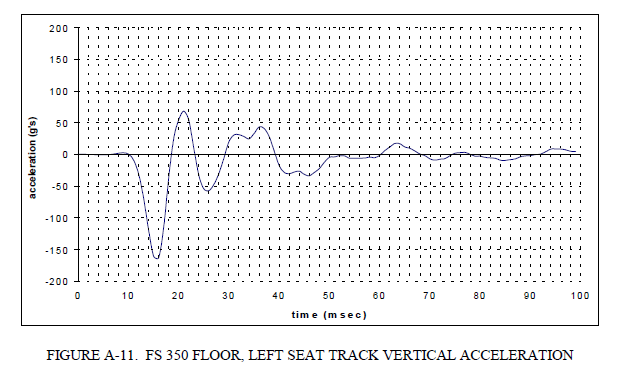 200
150
100
50
0
-50
-100
-150
-200
acceleration (g's)
0 10 20 30 40 50 60 70 80 90 100
time (msec)
FIGURE A-11. FS 350 FLOOR, LEFT SEAT TRACK VERTICAL ACCELERATION